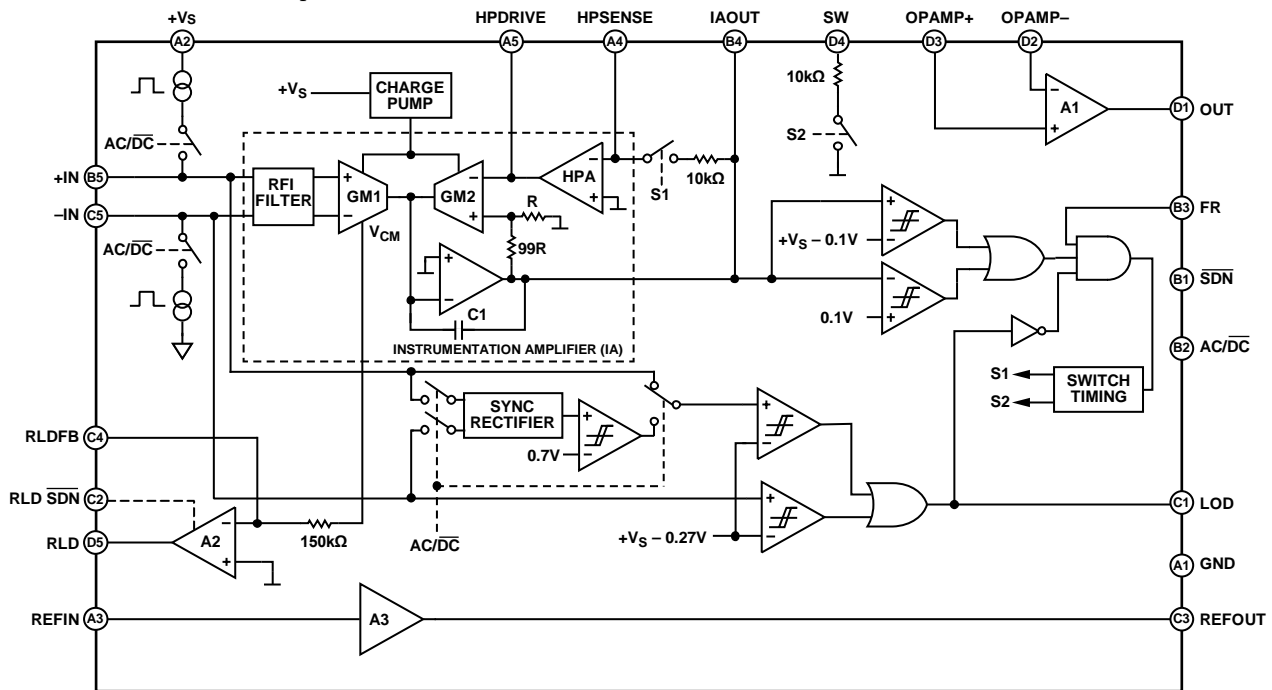 +VS
HPDRIVE
HPSENSE
IAOUT
SW
OPAMP+
OPAMP–
A2
A5
A4
B4
D4
D3
D2
10kΩ
A1
D1
OUT
+VS
CHARGE
PUMP
AC/DC
S2
+IN
B5
RFI
FILTER
+
–
GM1
GM2
–
+
HPA
–
+
S1
10kΩ
R
–IN
C5
VCM
99R
B3
FR
+VS – 0.1V
AC/DC
B1
SDN
0.1V
C1
INSTRUMENTATION AMPLIFIER (IA)
B2
AC/DC
S1
S2
SWITCH
TIMING
SYNC
RECTIFIER
0.7V
RLDFB
C4
RLD SDN
C2
C1
LOD
RLD
D5
A2
150kΩ
AC/DC
+VS – 0.27V
A1
GND
REFIN
A3
A3
C3
REFOUT